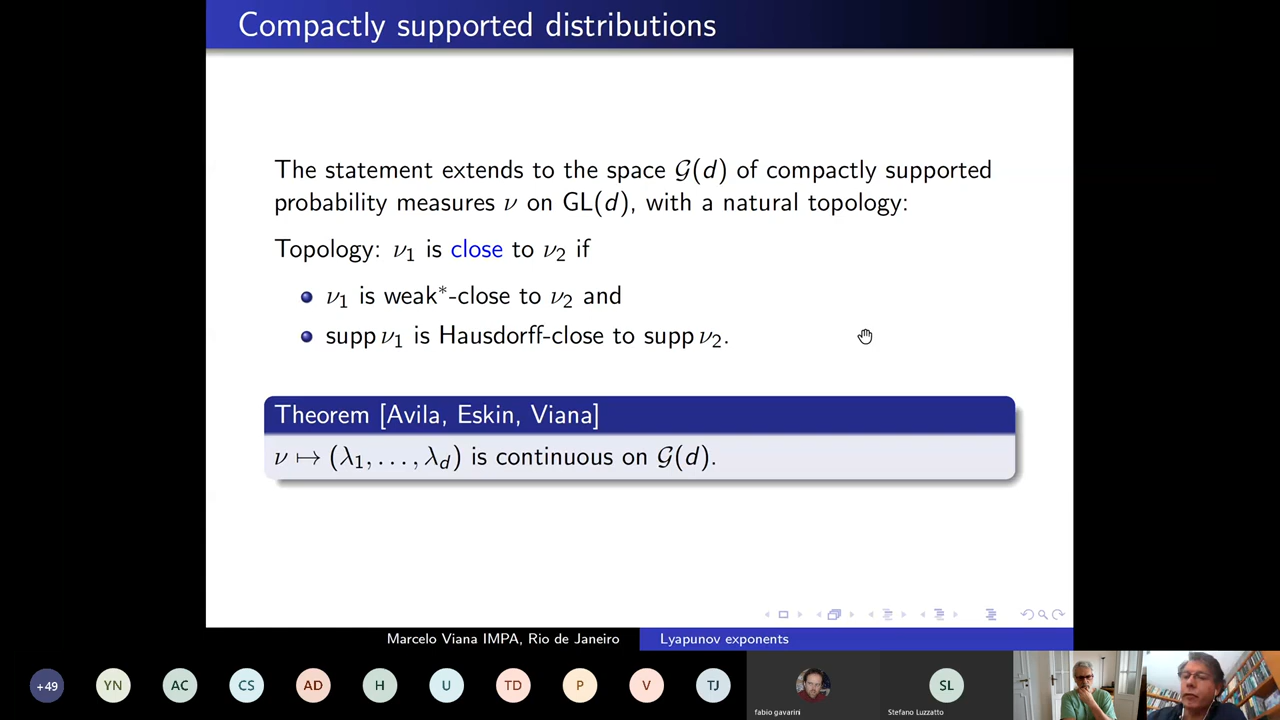 Compactly supported distributions
The statement extends to the space 𝒢(d) of compactly supported
probability measures ν on GL(d), with a natural topology:
Topology: ν₁ is close to ν₂ if
ν₁ is weak*-close to ν₂ and
supp ν₁ is Hausdorff-close to supp ν₂.
Theorem [Avila, Eskin, Viana]
ν ↦ (λ₁, . . . , λ_d) is continuous on 𝒢(d).
Marcelo Viana IMPA, Rio de Janeiro
Lyapunov exponents
+49 YN AC CS AD H U TD P V TJ SL
fabio gavarini
Stefano Luzzatto